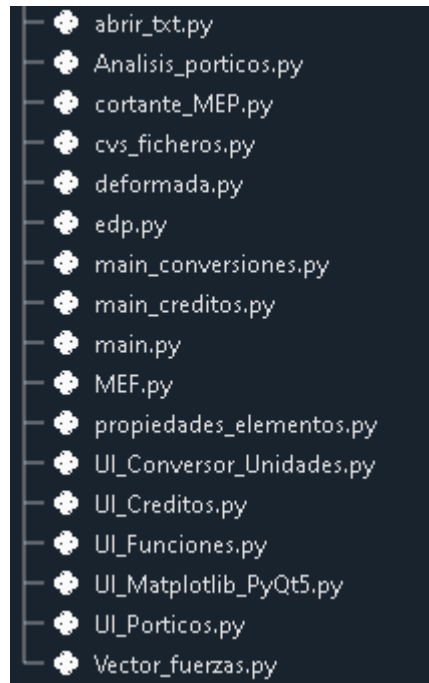 abrir_txt.py
Analisis_porticos.py
cortante_MEP.py
cvs_ficheros.py
deformada.py
edp.py
main_conversiones.py
main_creditos.py
main.py
MEF.py
propiedades_elementos.py
UI_Conversor_Unidades.py
UI_Creditos.py
UI_Funciones.py
UI_Matplotlib_PyQt5.py
UI_Porticos.py
Vector_fuerzas.py